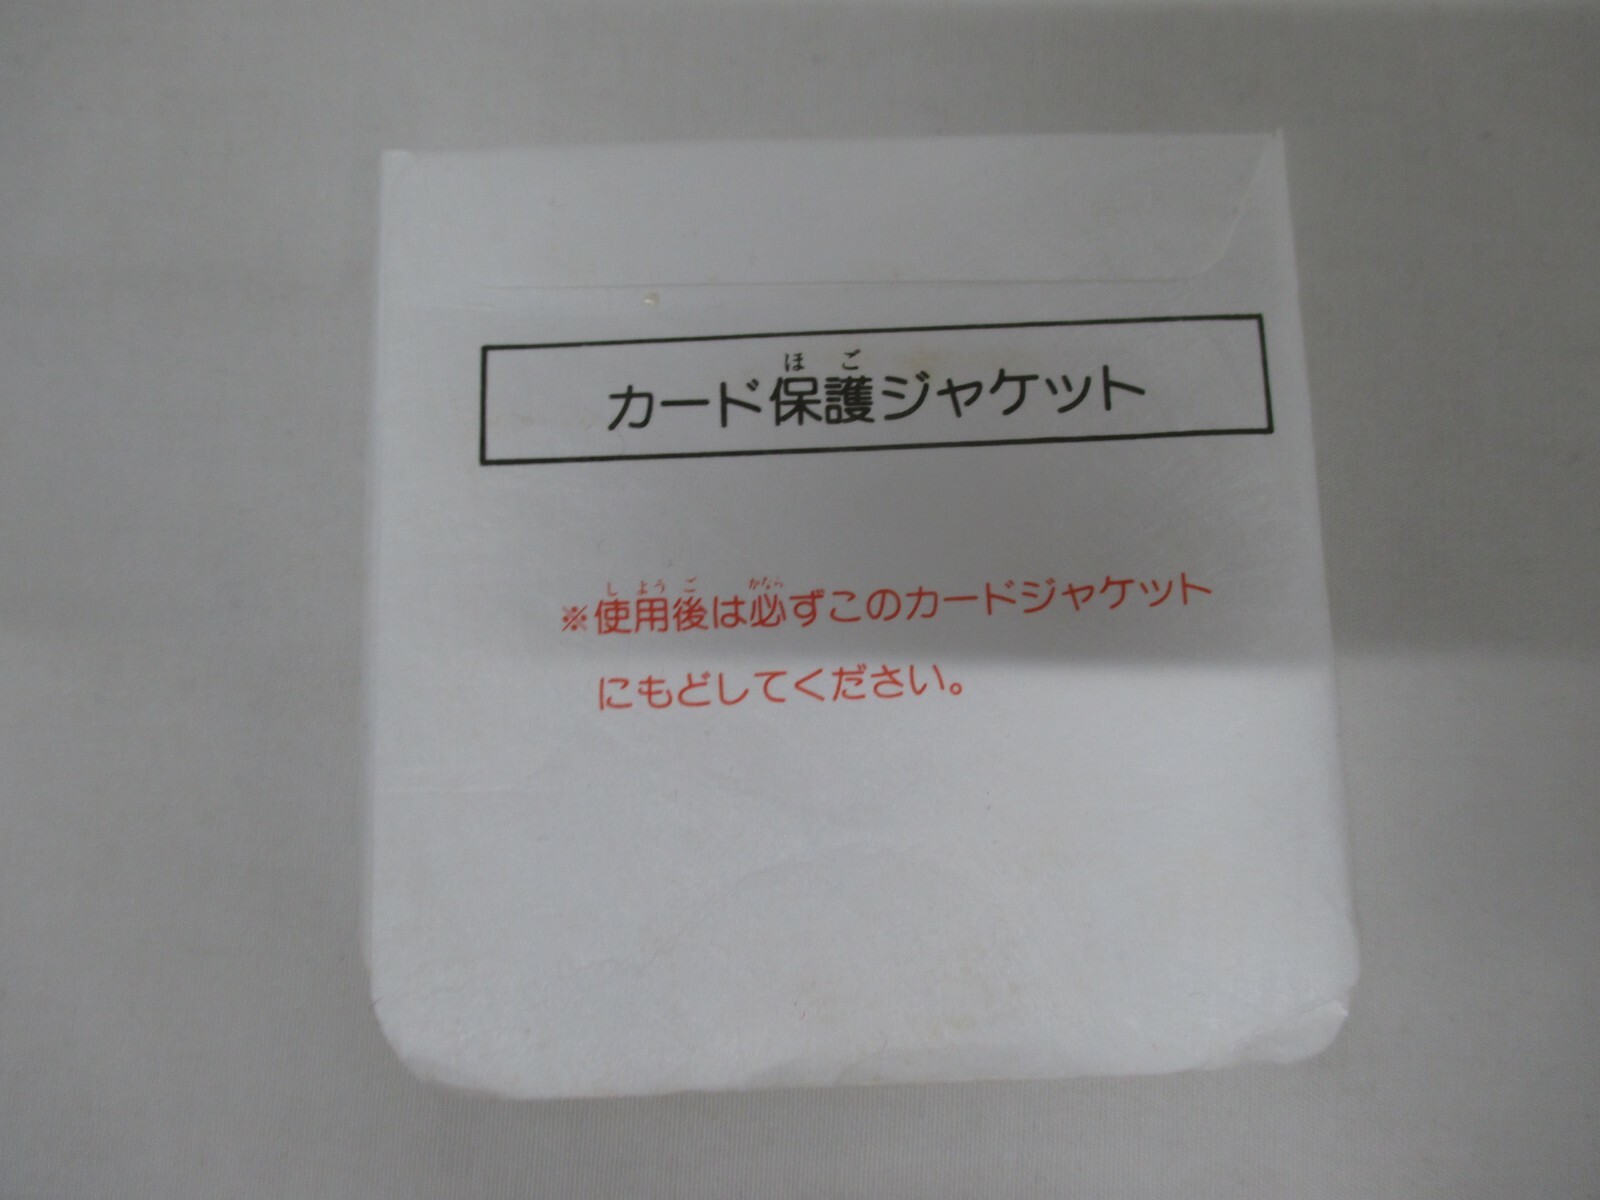 カード保護ジャケット
※使用後は必ずこのカードジャケット
にもどしてください。